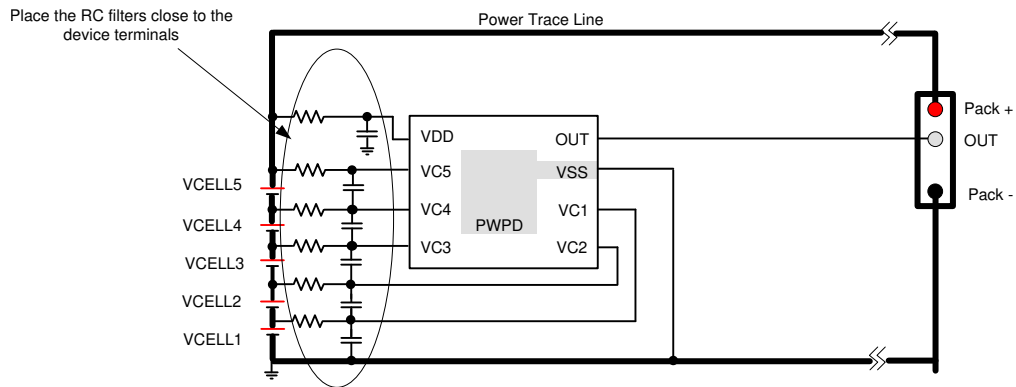 Place the RC filters close to the
device terminals
Power Trace Line
Pack +
OUT
Pack -
VDD
VC5
VC4
VC3
OUT
VSS
VC1
VC2
PWPD
VCELL5
VCELL4
VCELL3
VCELL2
VCELL1